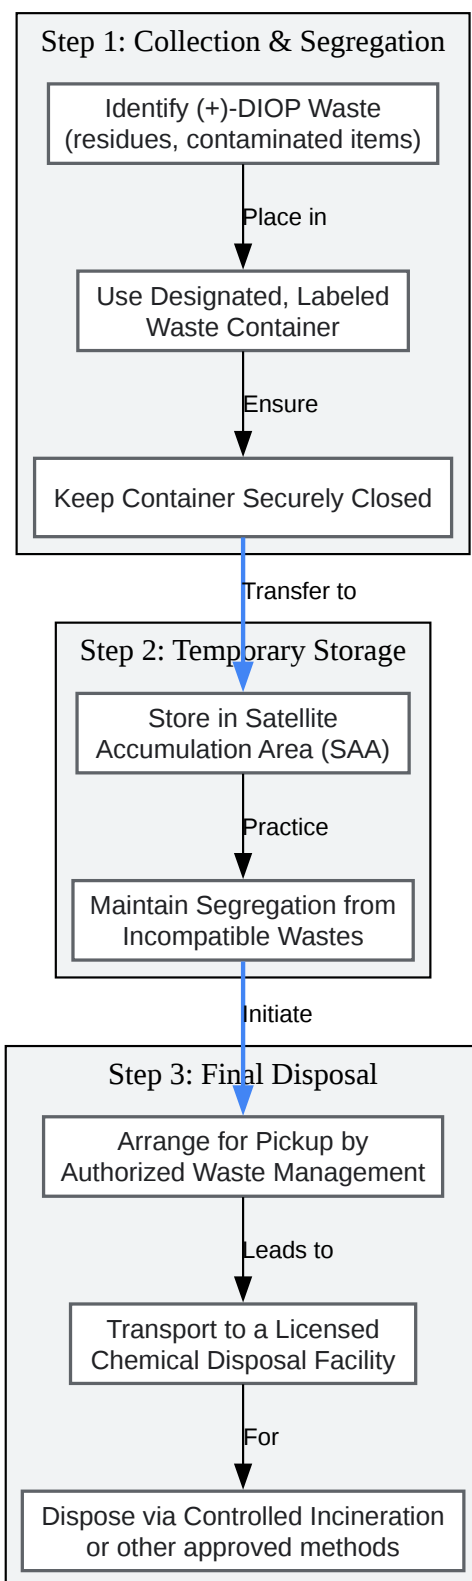 Step 1: Collection & Segregation
Identify (+)-DIOP Waste
(residues, contaminated items)
Place in
Use Designated, Labeled
Waste Container
Ensure
Keep Container Securely Closed
Transfer to
Step 2: Temporary Storage
Store in Satellite
Accumulation Area (SAA)
Practice
Maintain Segregation from
Incompatible Wastes
Initiate
Step 3: Final Disposal
Arrange for Pickup by
Authorized Waste Management
Leads to
Transport to a Licensed
Chemical Disposal Facility
For
Dispose via Controlled Incineration
or other approved methods